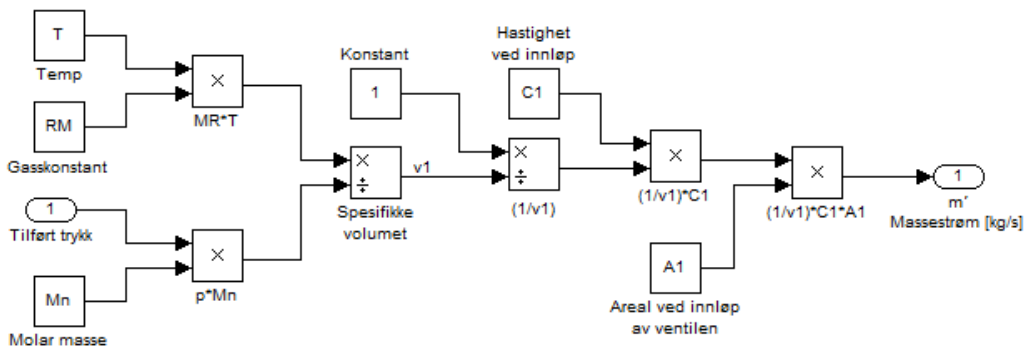 T
Temp
RM
Gasskonstant
×
MR*T
1
Tilført trykk
Mn
Molar masse
×
p*Mn
Konstant
1
×
÷
Spesifikke
volumet
v1
×
÷
(1/v1)
Hastighet
ved innløp
C1
×
(1/v1)*C1
A1
Areal ved innløp
av ventilen
×
(1/v1)*C1*A1
1
m'
Massestrøm [kg/s]